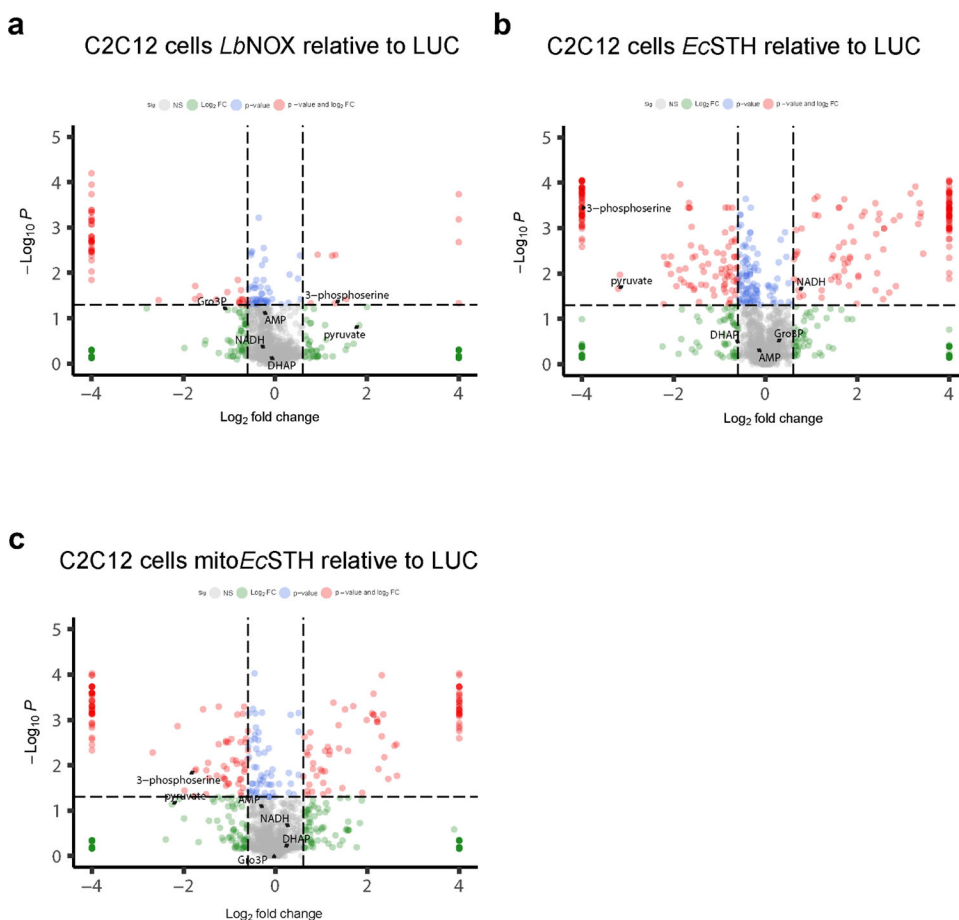 a
C2C12 cells LbNOX relative to LUC
sig NS Log₂ FC p-value p -value and log₂ FC
5
4
3
2
1
0
−Log₁₀ P
Gro3P
3-phosphoserine
AMP
pyruvate
NADH
DHAP
−4 −2 0 2 4
Log₂ fold change
b
C2C12 cells EcSTH relative to LUC
sig NS Log₂ FC p-value p -value and log₂ FC
5
4
3
2
1
0
−Log₁₀ P
3-phosphoserine
pyruvate
NADH
DHAP
Gro3P
AMP
−4 −2 0 2 4
Log₂ fold change
c
C2C12 cells mitoEcSTH relative to LUC
sig NS Log₂ FC p-value p-value and log₂ FC
5
4
3
2
1
0
−Log₁₀ P
3-phosphoserine
pyruvate
AMP
NADH
DHAP
Gro3P
−4 −2 0 2 4
Log₂ fold change